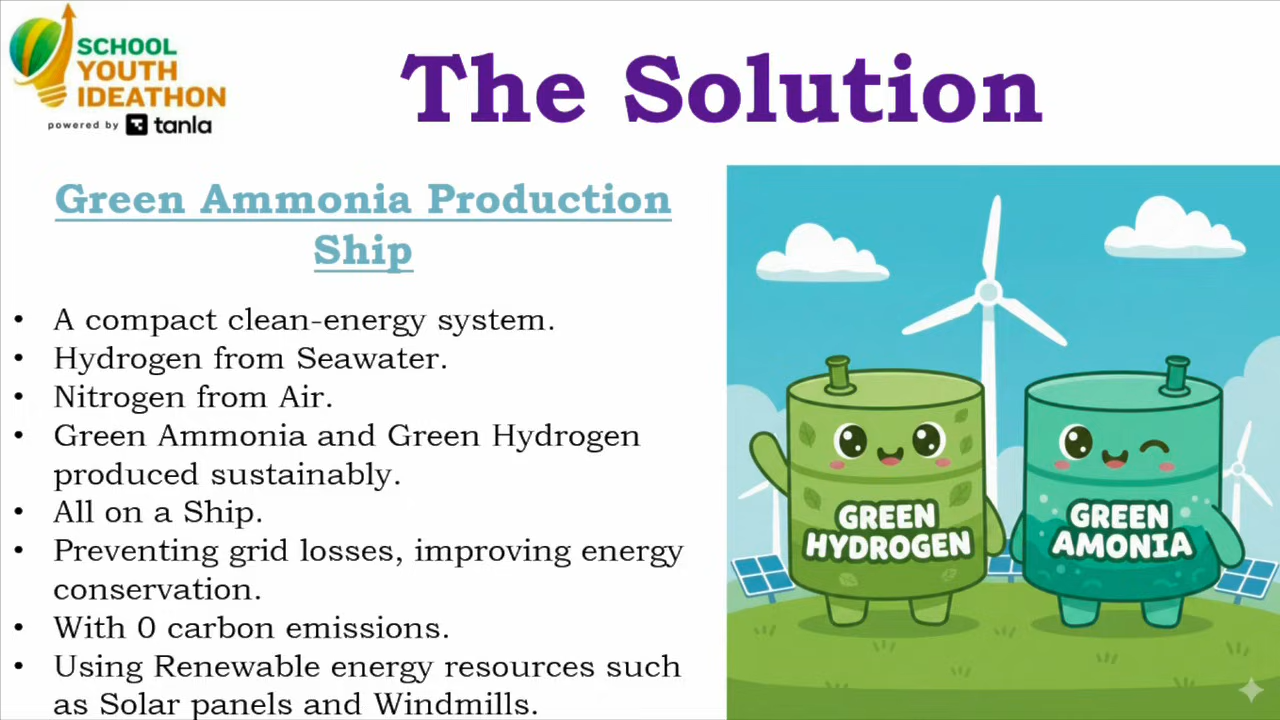 SCHOOL
YOUTH
IDEATHON
powered by tanla
The Solution
Green Ammonia Production
Ship
• A compact clean-energy system.
• Hydrogen from Seawater.
• Nitrogen from Air.
• Green Ammonia and Green Hydrogen
produced sustainably.
• All on a Ship.
• Preventing grid losses, improving energy
conservation.
• With 0 carbon emissions.
• Using Renewable energy resources such
as Solar panels and Windmills.
GREEN
HYDROGEN
GREEN
AMONIA